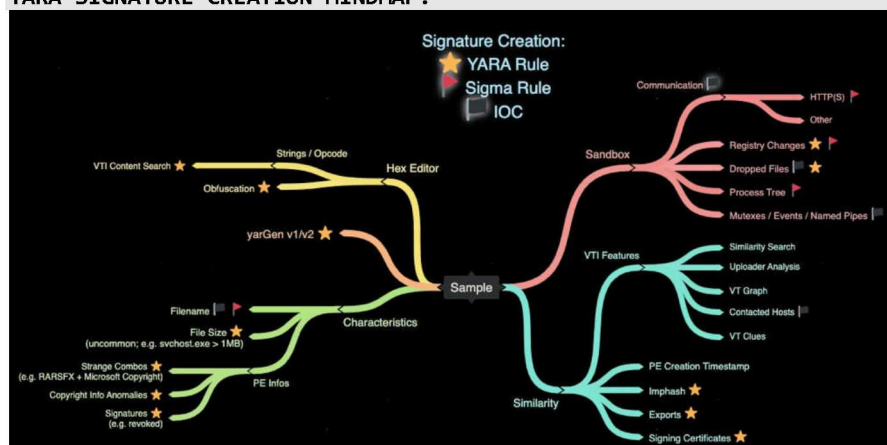 YARA SIGNATURE CREATION MINDMAP:
Signature Creation:
YARA Rule
Sigma Rule
IOC
Communication
HTTP(S)
Other
Sandbox
Registry Changes
Dropped Files
Process Tree
Mutexes / Events / Named Pipes
Strings / Opcode
VTI Content Search
Hex Editor
Obfuscation
yarGen v1/v2
Sample
VTI Features
Similarity Search
Uploader Analysis
VT Graph
Contacted Hosts
VT Clues
Filename
Characteristics
File Size
(uncommon; e.g. svchost.exe > 1MB)
Strange Combos
(e.g. RARSFX + Microsoft Copyright)
PE Infos
Copyright Info Anomalies
Signatures
(e.g. revoked)
Similarity
PE Creation Timestamp
Imphash
Exports
Signing Certificates